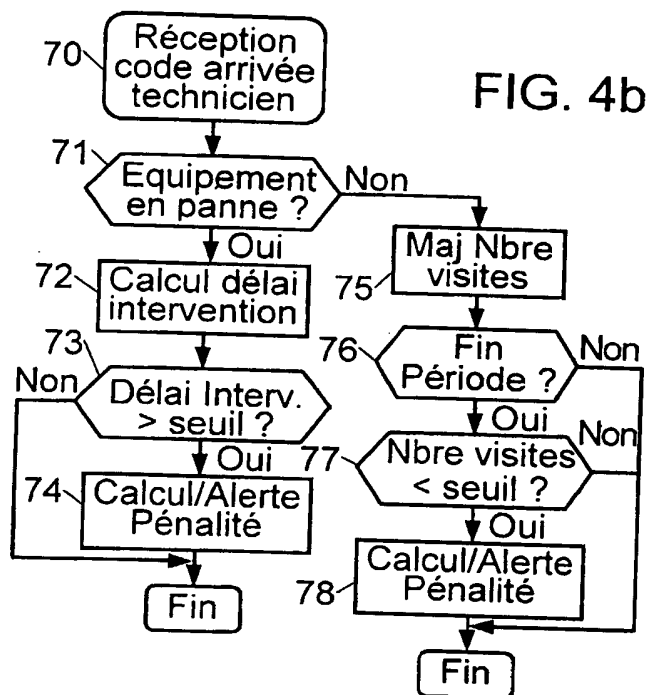 70
Réception
code arrivée
technicien
FIG. 4b
71
Equipement
en panne ?
Non
Oui
72
Calcul délai
intervention
73
Non
Délai Interv.
> seuil ?
Oui
74
Calcul/Alerte
Pénalité
Fin
75
Maj Nbre
visites
76
Fin
Période ?
Non
Oui
77
Nbre visites
< seuil ?
Non
Oui
78
Calcul/Alerte
Pénalité
Fin